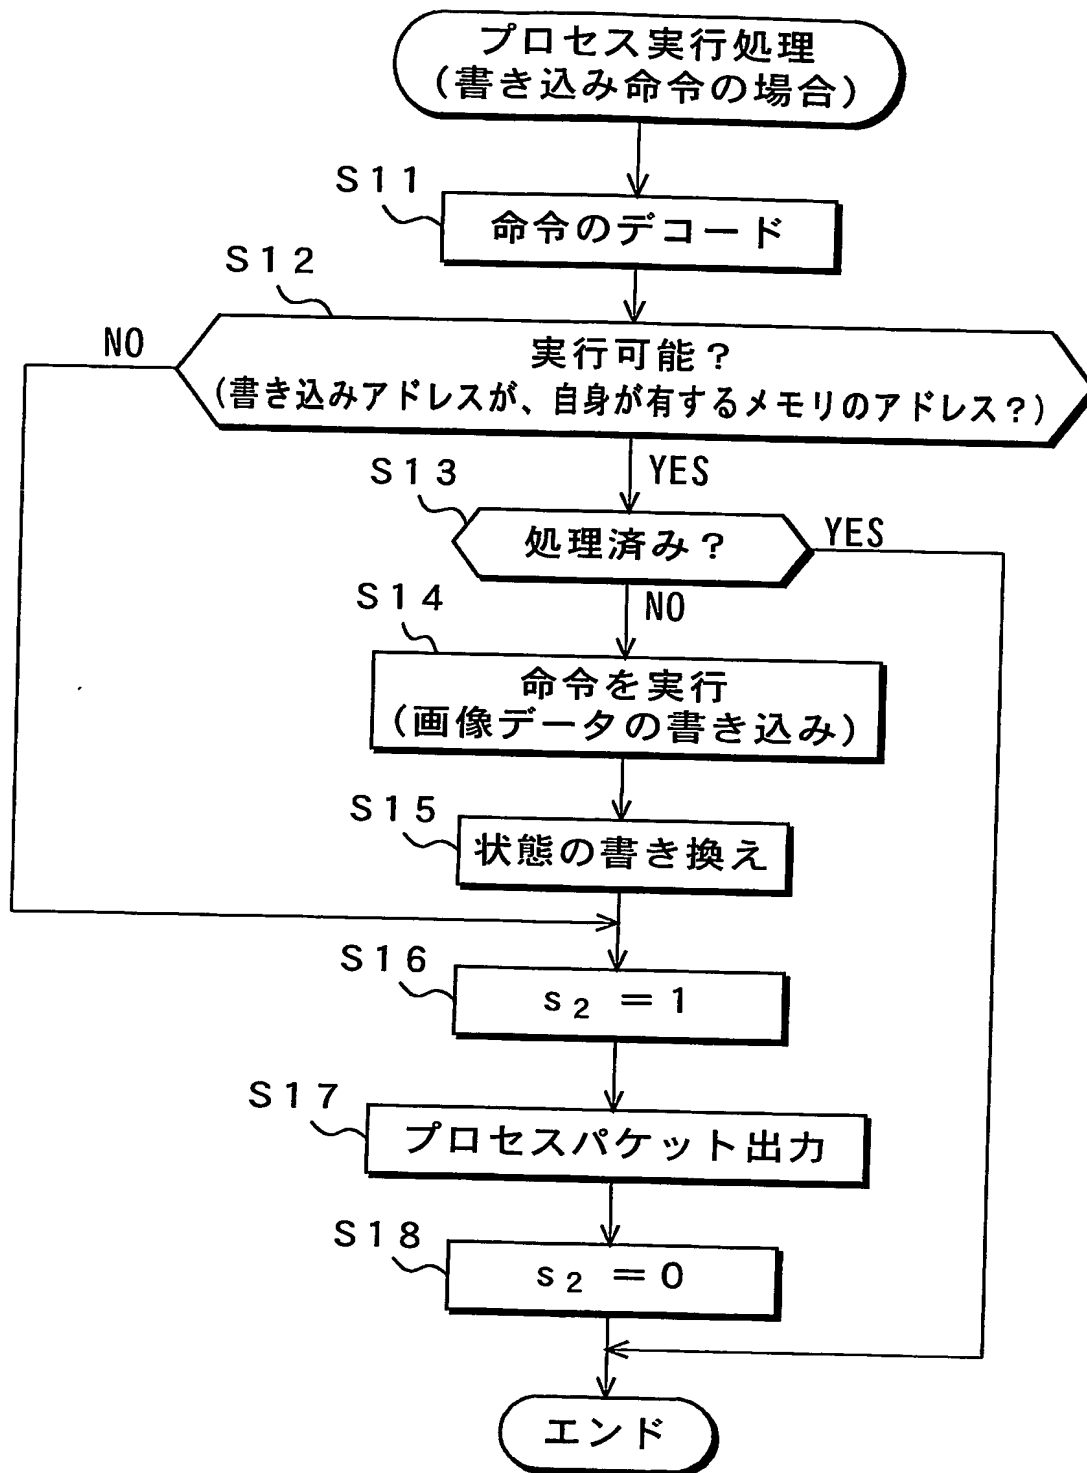 プロセス実行処理
(書き込み命令の場合)
S11
命令のデコード
S12
NO
実行可能?
(書き込みアドレスが、自身が有するメモリのアドレス?)
YES
S13
処理済み?
YES
S14
NO
命令を実行
(画像データの書き込み)
S15
状態の書き換え
S16
s₂ =1
S17
プロセスパケット出力
S18
s₂ =0
エンド